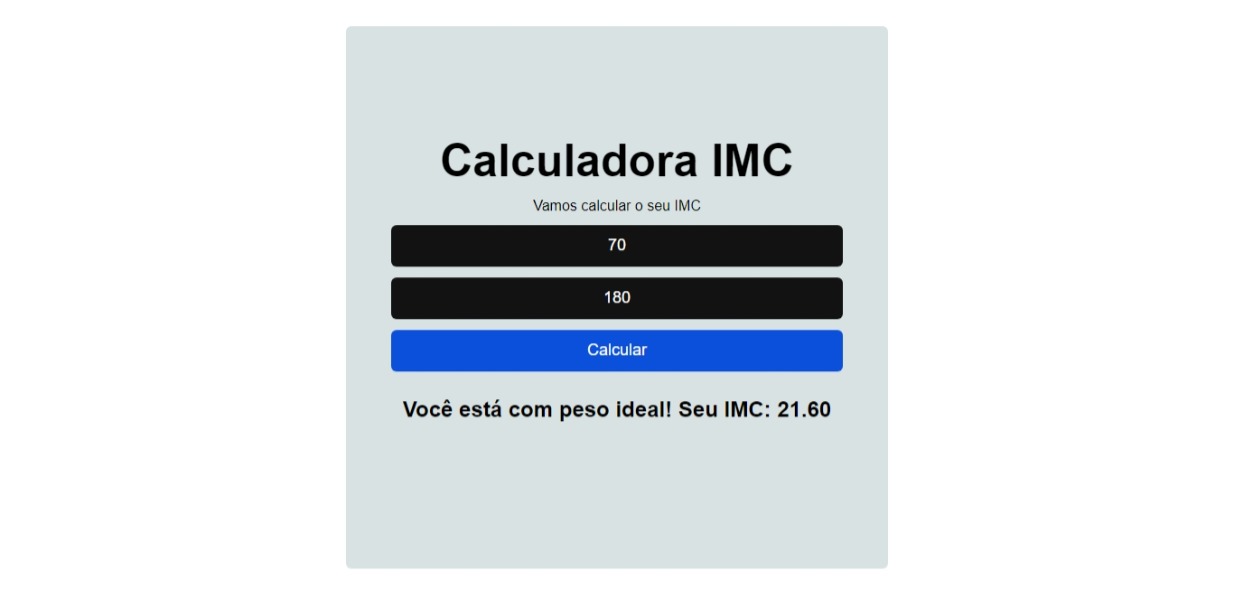 Calculadora IMC
Vamos calcular o seu IMC
70
180
Calcular
Você está com peso ideal! Seu IMC: 21.60